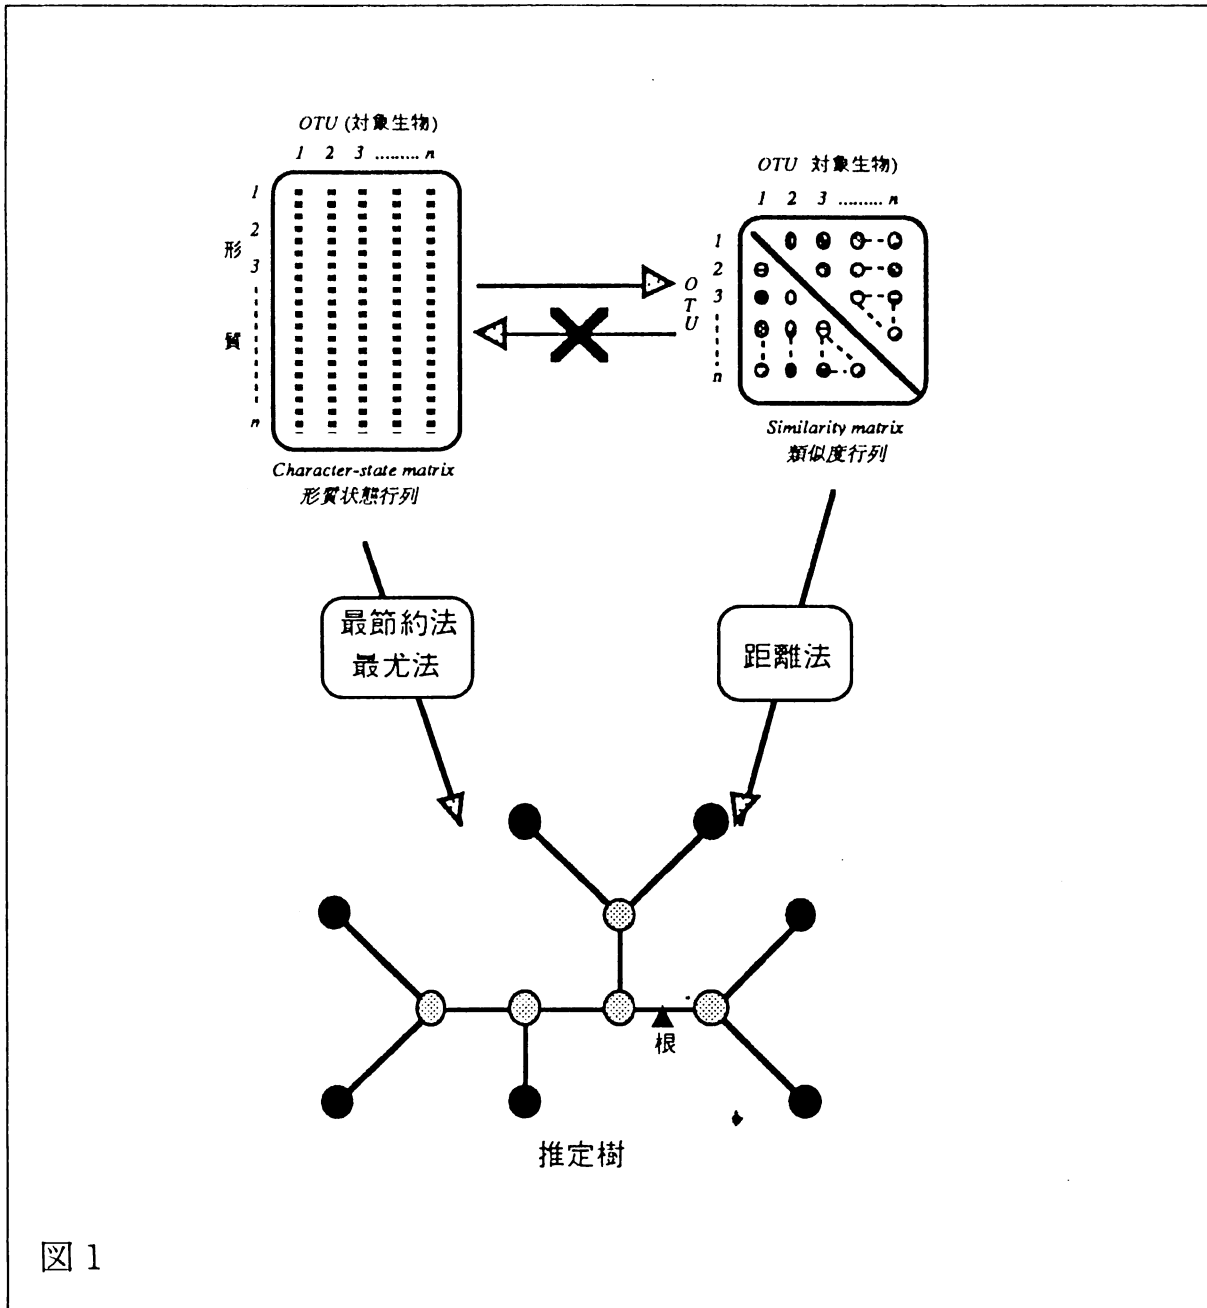 OTU (対象生物)
1 2 3 ......... n
1
2
形
3
質
n
Character-state matrix
形質状態行列
OTU 対象生物)
1 2 3 ......... n
O
T
U
1
2
3
n
Similarity matrix
類似度行列
最節約法
最尤法
距離法
根
推定樹
図 1